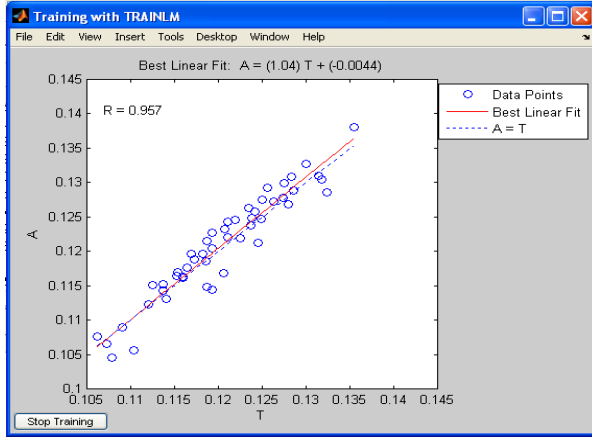 Training with TRAINLM
File Edit View Insert Tools Desktop Window Help
Best Linear Fit: A = (1.04) T + (-0.0044)
0.145
0.14
0.135
0.13
0.125
0.12
0.115
0.11
0.105
0.1
A
R = 0.957
Data Points
Best Linear Fit
A = T
0.105 0.11 0.115 0.12 0.125 0.13 0.135 0.14 0.145
T
Stop Training